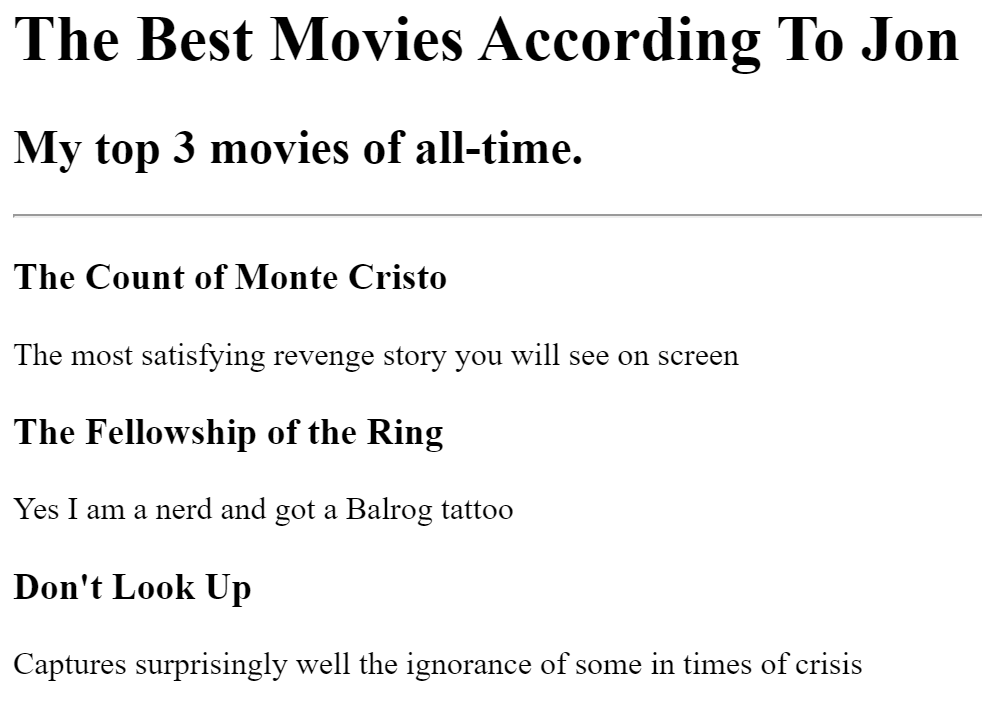 The Best Movies According To Jon
My top 3 movies of all-time.
The Count of Monte Cristo
The most satisfying revenge story you will see on screen
The Fellowship of the Ring
Yes I am a nerd and got a Balrog tattoo
Don't Look Up
Captures surprisingly well the ignorance of some in times of crisis